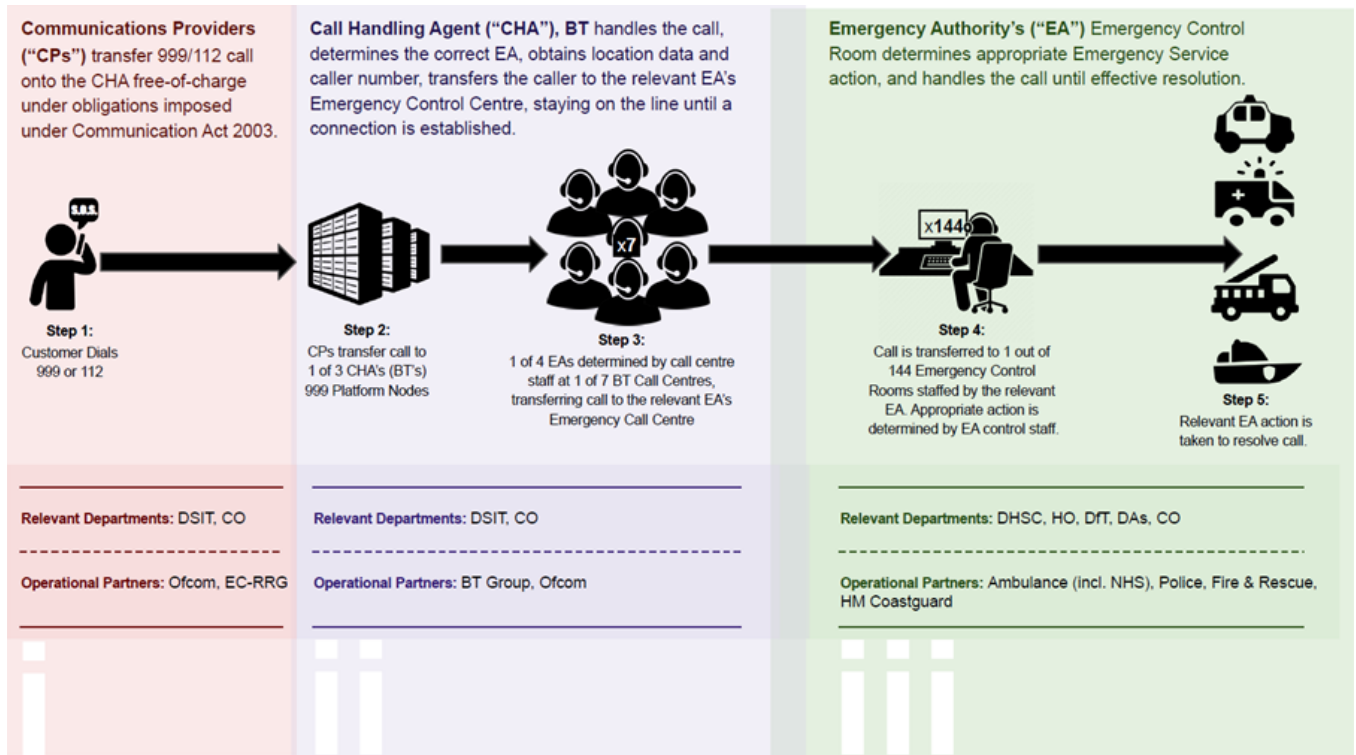 Communications Providers
("CPs") transfer 999/112 call
onto the CHA free-of-charge
under obligations imposed
under Communication Act 2003.
Call Handling Agent ("CHA"), BT handles the call,
determines the correct EA, obtains location data and
caller number, transfers the caller to the relevant EA's
Emergency Control Centre, staying on the line until a
connection is established.
Emergency Authority's ("EA") Emergency Control
Room determines appropriate Emergency Service
action, and handles the call until effective resolution.
S.O.S.
Step 1:
Customer Dials
999 or 112
Step 2:
CPs transfer call to
1 of 3 CHA's (BT's)
999 Platform Nodes
x7
Step 3:
1 of 4 EAs determined by call centre
staff at 1 of 7 BT Call Centres,
transferring call to the relevant EA's
Emergency Call Centre
x144
Step 4:
Call is transferred to 1 out of
144 Emergency Control
Rooms staffed by the relevant
EA. Appropriate action is
determined by EA control staff.
Step 5:
Relevant EA action is
taken to resolve call.
Relevant Departments: DSIT, CO
Operational Partners: Ofcom, EC-RRG
Relevant Departments: DSIT, CO
Operational Partners: BT Group, Ofcom
Relevant Departments: DHSC, HO, DfT, DAs, CO
Operational Partners: Ambulance (incl. NHS), Police, Fire & Rescue,
HM Coastguard
i
ii
iii